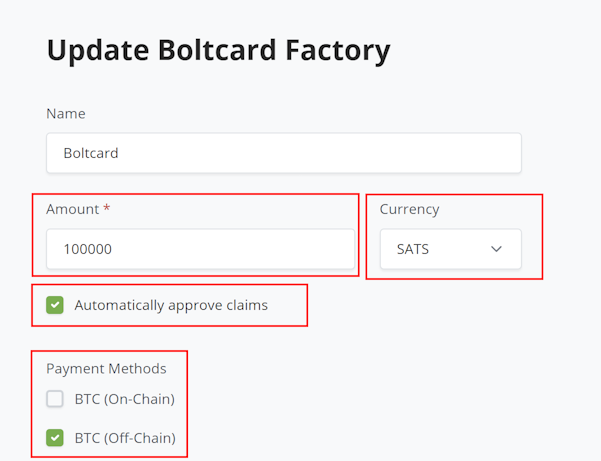 Update Boltcard Factory
Name
Boltcard
Amount * Currency
100000 SATS
Automatically approve claims
Payment Methods
BTC (On-Chain)
BTC (Off-Chain)